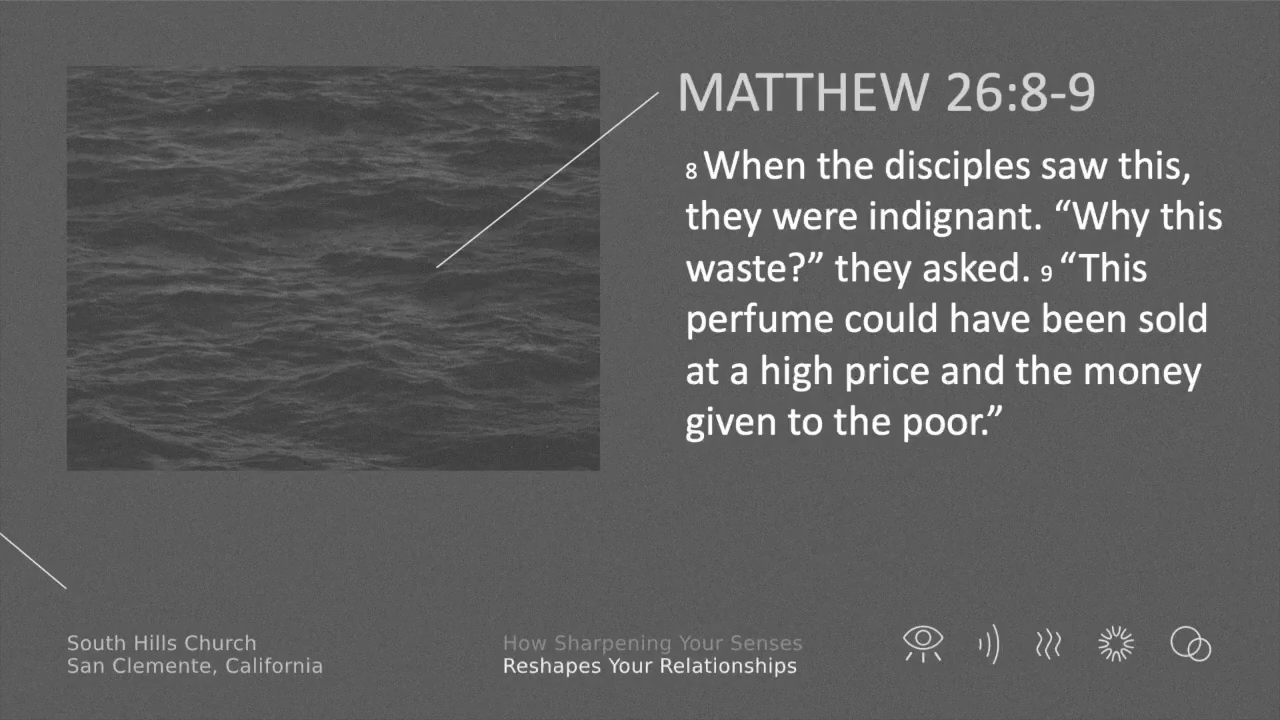 MATTHEW 26:8-9
8 When the disciples saw this,
they were indignant. “Why this
waste?” they asked. 9 “This
perfume could have been sold
at a high price and the money
given to the poor.”
South Hills Church
San Clemente, California
How Sharpening Your Senses
Reshapes Your Relationships